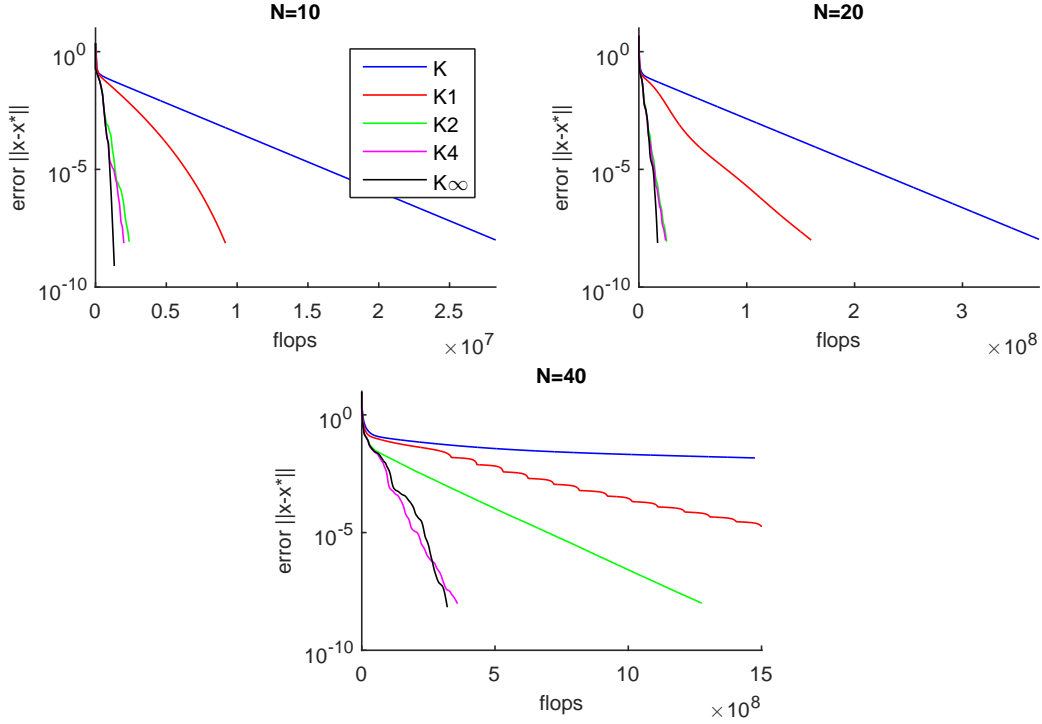 N=10
error ||x-x*||
10^0
10^-5
10^-10
0 0.5 1 1.5 2 2.5
flops
×10^7
K
K1
K2
K4
K∞
N=20
error ||x-x*||
10^0
10^-5
10^-10
0 1 2 3
flops
×10^8
N=40
error ||x-x*||
10^0
10^-5
10^-10
0 5 10 15
flops
×10^8